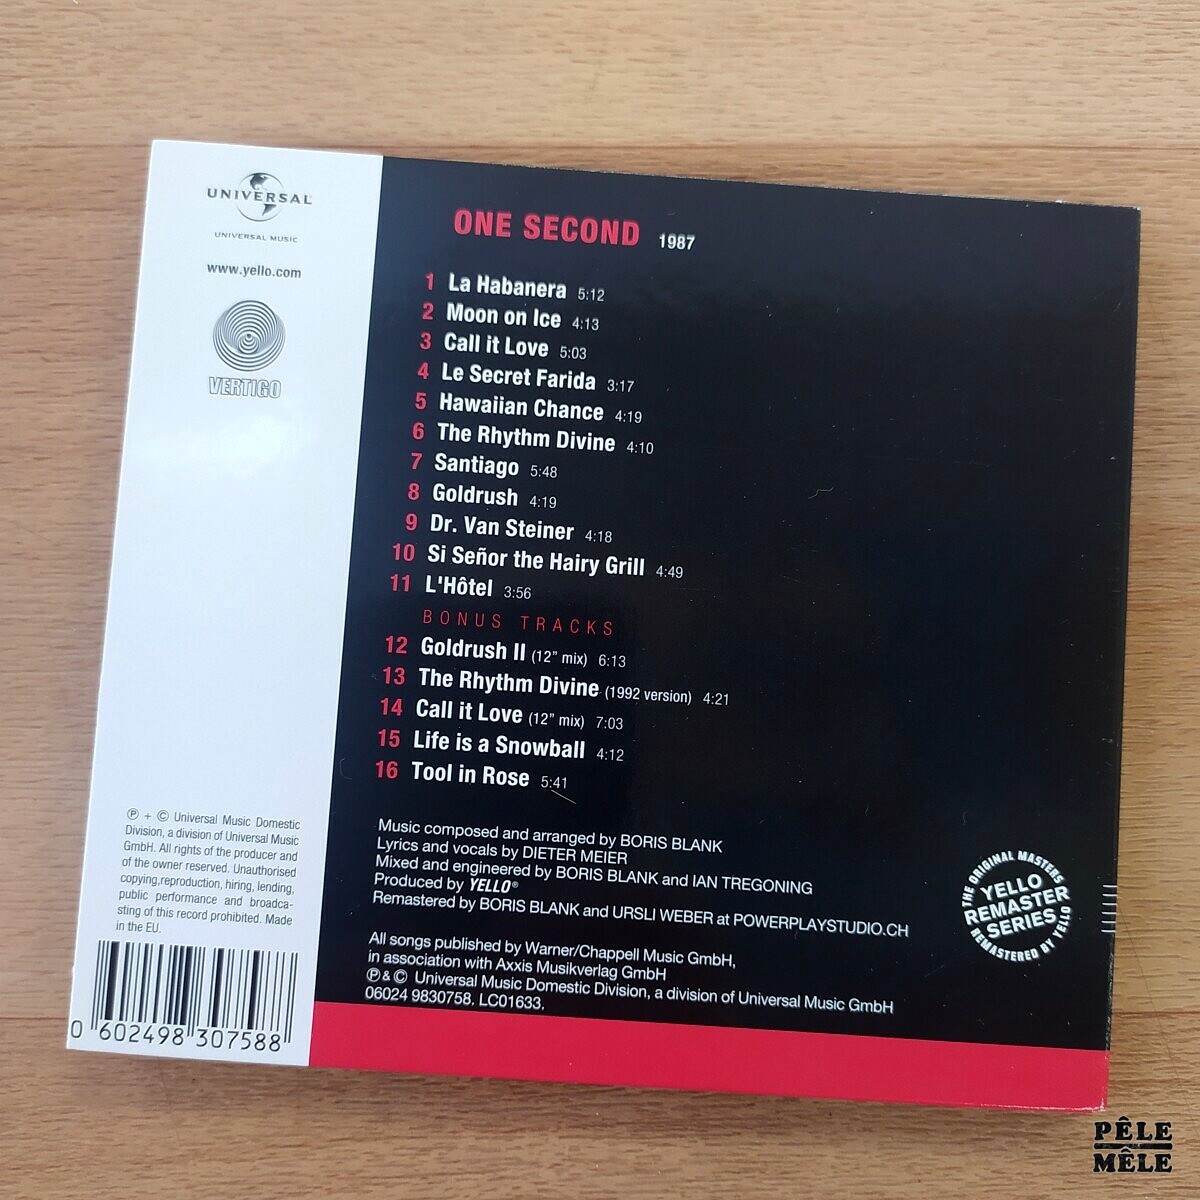 UNIVERSAL
UNIVERSAL MUSIC
www.yello.com
VERTIGO
℗ + © Universal Music Domestic
Division, a division of Universal Music
GmbH. All rights of the producer and
of the owner reserved. Unauthorised
copying,reproduction, hiring, lending,
public performance and broadca-
sting of this record prohibited. Made
in the EU.
0 602498 307588
ONE SECOND 1987
1 La Habanera 5:12
2 Moon on Ice 4:13
3 Call it Love 5:03
4 Le Secret Farida 3:17
5 Hawaiian Chance 4:19
6 The Rhythm Divine 4:10
7 Santiago 5:48
8 Goldrush 4:19
9 Dr. Van Steiner 4:18
10 Si Señor the Hairy Grill 4:49
11 L'Hôtel 3:56
BONUS TRACKS
12 Goldrush II (12” mix) 6:13
13 The Rhythm Divine (1992 version) 4:21
14 Call it Love (12” mix) 7:03
15 Life is a Snowball 4:12
16 Tool in Rose 5:41
Music composed and arranged by BORIS BLANK
Lyrics and vocals by DIETER MEIER
Mixed and engineered by BORIS BLANK and IAN TREGONING
Produced by YELLO®
Remastered by BORIS BLANK and URSLI WEBER at POWERPLAYSTUDIO.CH
All songs published by Warner/Chappell Music GmbH,
in association with Axxis Musikverlag GmbH
℗ & © Universal Music Domestic Division, a division of Universal Music GmbH
06024 9830758. LC01633.
THE ORIGINAL MASTERS
YELLO
REMASTER
SERIES
REMASTERED BY YELLO
PÊLE
MÊLE